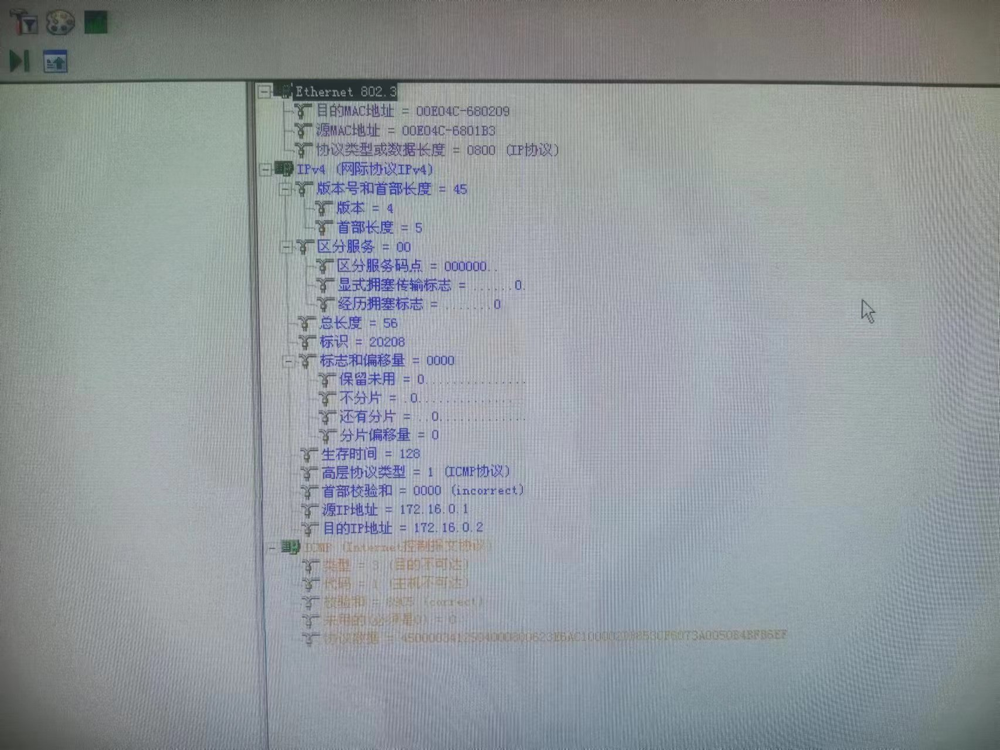 Ethernet 802.3
目的MAC地址 = 00E04C-680209
源MAC地址 = 00E04C-6801B3
协议类型或数据长度 = 0800 (IP协议)
IPv4 (网际协议IPv4)
版本号和首部长度 = 45
版本 = 4
首部长度 = 5
区分服务 = 00
区分服务码点 = 000000..
显式拥塞传输标志 = ......0.
经历拥塞标志 = .......0
总长度 = 56
标识 = 20208
标志和偏移量 = 0000
保留未用 = 0...............
不分片 = .0..............
还有分片 = ..0.............
分片偏移量 = 0
生存时间 = 128
高层协议类型 = 1 (ICMP协议)
首部校验和 = 0000 (incorrect)
源IP地址 = 172.16.0.1
目的IP地址 = 172.16.0.2
ICMP (Internet控制报文协议)
类型 = 3 (目的不可达)
代码 = 1 (主机不可达)
校验和 = (correct)
未用的(必须是0) = 0
协议数据 =